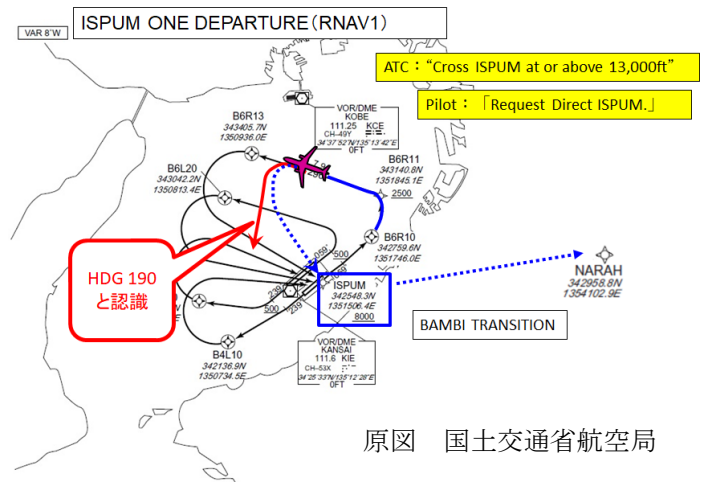 ISPUM ONE DEPARTURE(RNAV1)
VAR 8°W
ATC:“Cross ISPUM at or above 13,000ft”
Pilot:「Request Direct ISPUM.」
VOR/DME
KOBE
111.25 KCE
CH-49Y
34°37'52"N/135°13'42"E
0FT
B6R13
343405.7N
1350936.0E
B6R11
343140.8N
1351845.1E
2500
B6L20
343042.2N
1350813.4E
B6R10
342759.6N
1351746.0E
HDG 190
と認識
059°
500
059°
239°
239°
500
ISPUM
342548.3N
1351506.4E
8000
NARAH
342958.8N
1354102.9E
BAMBI TRANSITION
B4L10
342136.9N
1350734.5E
VOR/DME
KANSAI
111.6 KIE
CH-53X
34°25'33"N/135°12'28"E
0FT
原図 国土交通省航空局